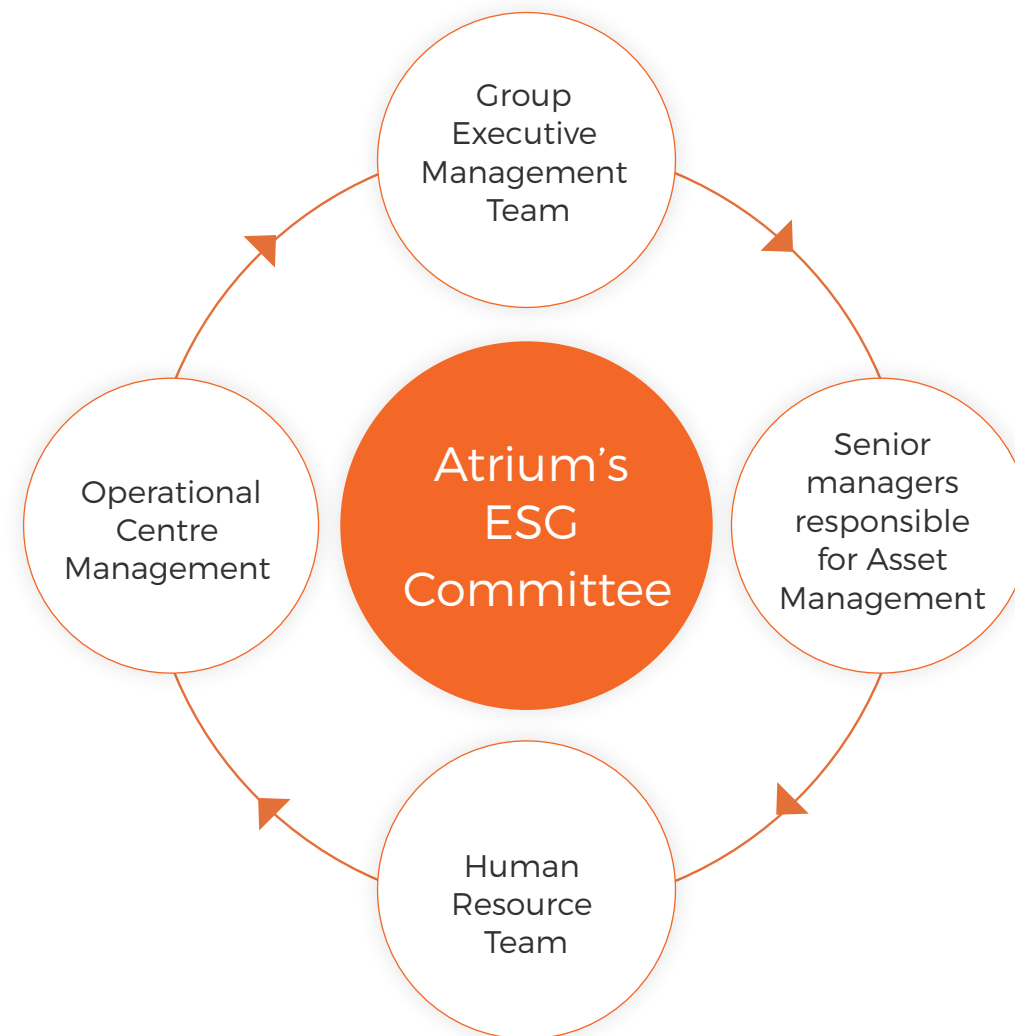 Group
Executive
Management
Team
Senior
managers
responsible
for Asset
Management
Atrium’s
ESG
Committee
Operational
Centre
Management
Human
Resource
Team